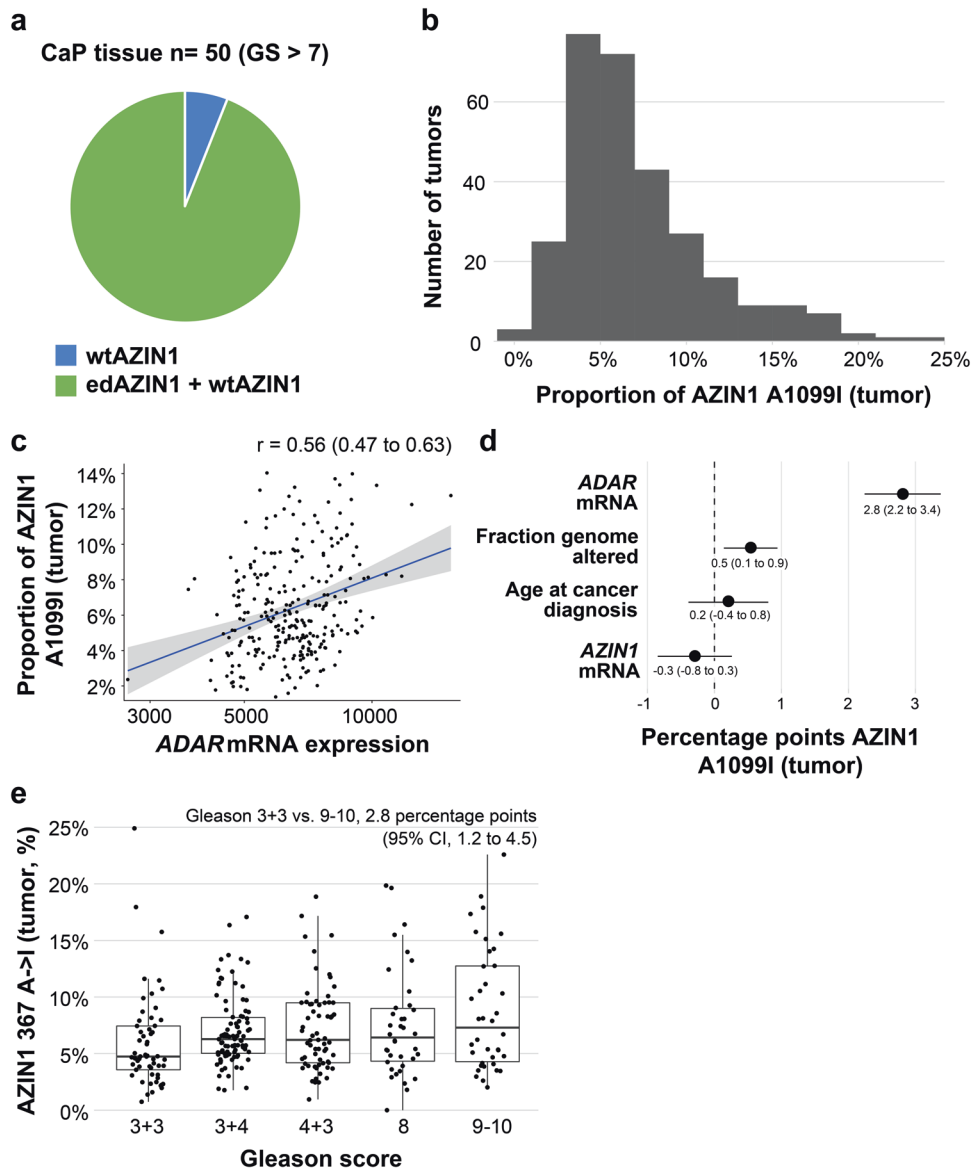 a
CaP tissue n= 50 (GS > 7)
wtAZIN1
edAZIN1 + wtAZIN1
b
Number of tumors
60
40
20
0
0% 5% 10% 15% 20% 25%
Proportion of AZIN1 A1099I (tumor)
c
r = 0.56 (0.47 to 0.63)
Proportion of AZIN1
A1099I (tumor)
14%
12%
10%
8%
6%
4%
2%
3000 5000 10000
ADAR mRNA expression
d
ADAR
mRNA
2.8 (2.2 to 3.4)
Fraction genome
altered
0.5 (0.1 to 0.9)
Age at cancer
diagnosis
0.2 (-0.4 to 0.8)
AZIN1
mRNA
-0.3 (-0.8 to 0.3)
-1 0 1 2 3
Percentage points AZIN1
A1099I (tumor)
e
Gleason 3+3 vs. 9-10, 2.8 percentage points
(95% CI, 1.2 to 4.5)
AZIN1 367 A->I (tumor, %)
25%
20%
15%
10%
5%
0%
3+3 3+4 4+3 8 9-10
Gleason score